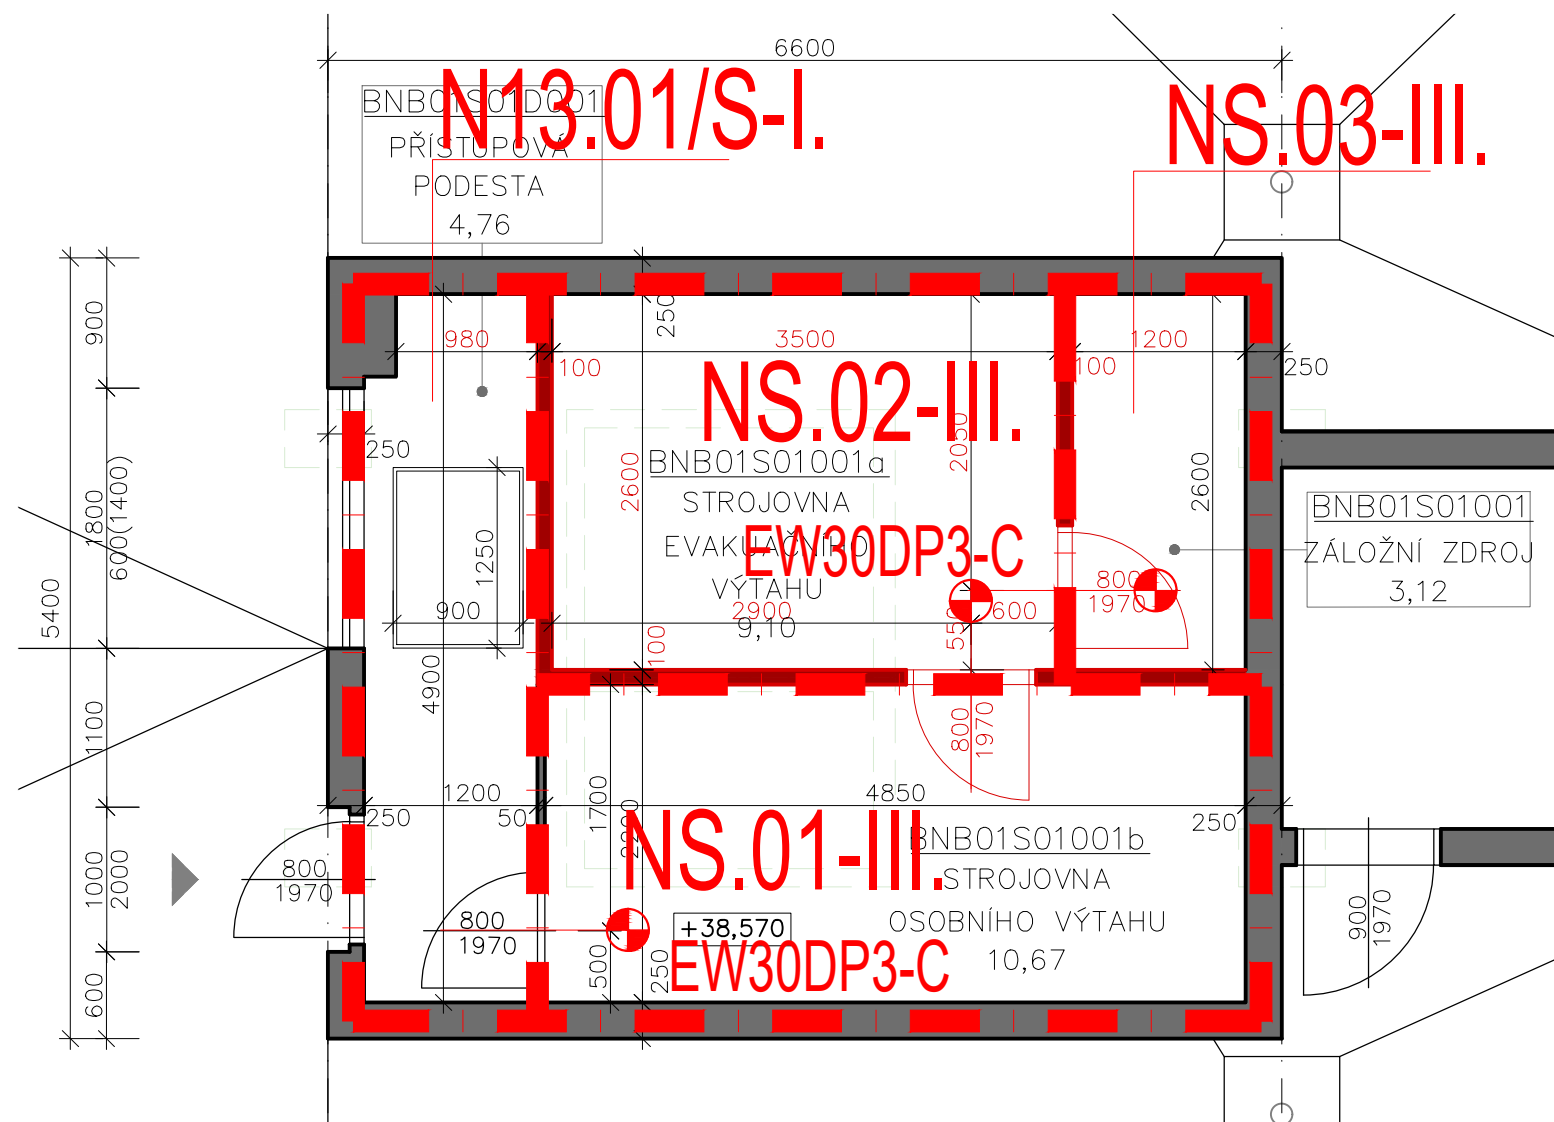 6600
N13.01/S-I.
NS.03-III.
BNB01S01D001
PŘÍSTUPOVÁ
PODESTA
4,76
900
250
980
100
3500
100
1200
250
NS.02-III.
250
2050
BNB01S01001a
STROJOVNA
EVAKUAČNÍHO
VÝTAHU
9,10
2600
2600
BNB01S01001
ZÁLOŽNÍ ZDROJ
3,12
EW30DP3-C
1800
600(1400)
1250
5400
900
2900
600
550
800
1970
100
4900
1100
800
1970
1200
250
50
1700
2200
4850
250
NS.01-III.
BNB01S01001b
STROJOVNA
OSOBNÍHO VÝTAHU
10,67
800
1970
1000
2000
800
1970
+38,570
EW30DP3-C
900
1970
500
250
600